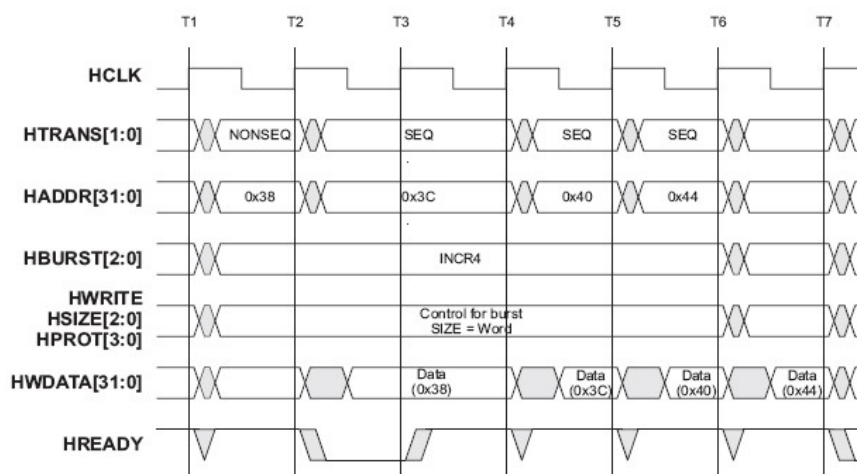 T1 T2 T3 T4 T5 T6 T7
HCLK
HTRANS[1:0] NONSEQ SEQ SEQ SEQ
HADDR[31:0] 0x38 0x3C 0x40 0x44
HBURST[2:0] INCR4
HWRITE
HSIZE[2:0]
HPROT[3:0]
Control for burst
SIZE = Word
HWDATA[31:0]
Data
(0x38)
Data
(0x3C)
Data
(0x40)
Data
(0x44)
HREADY